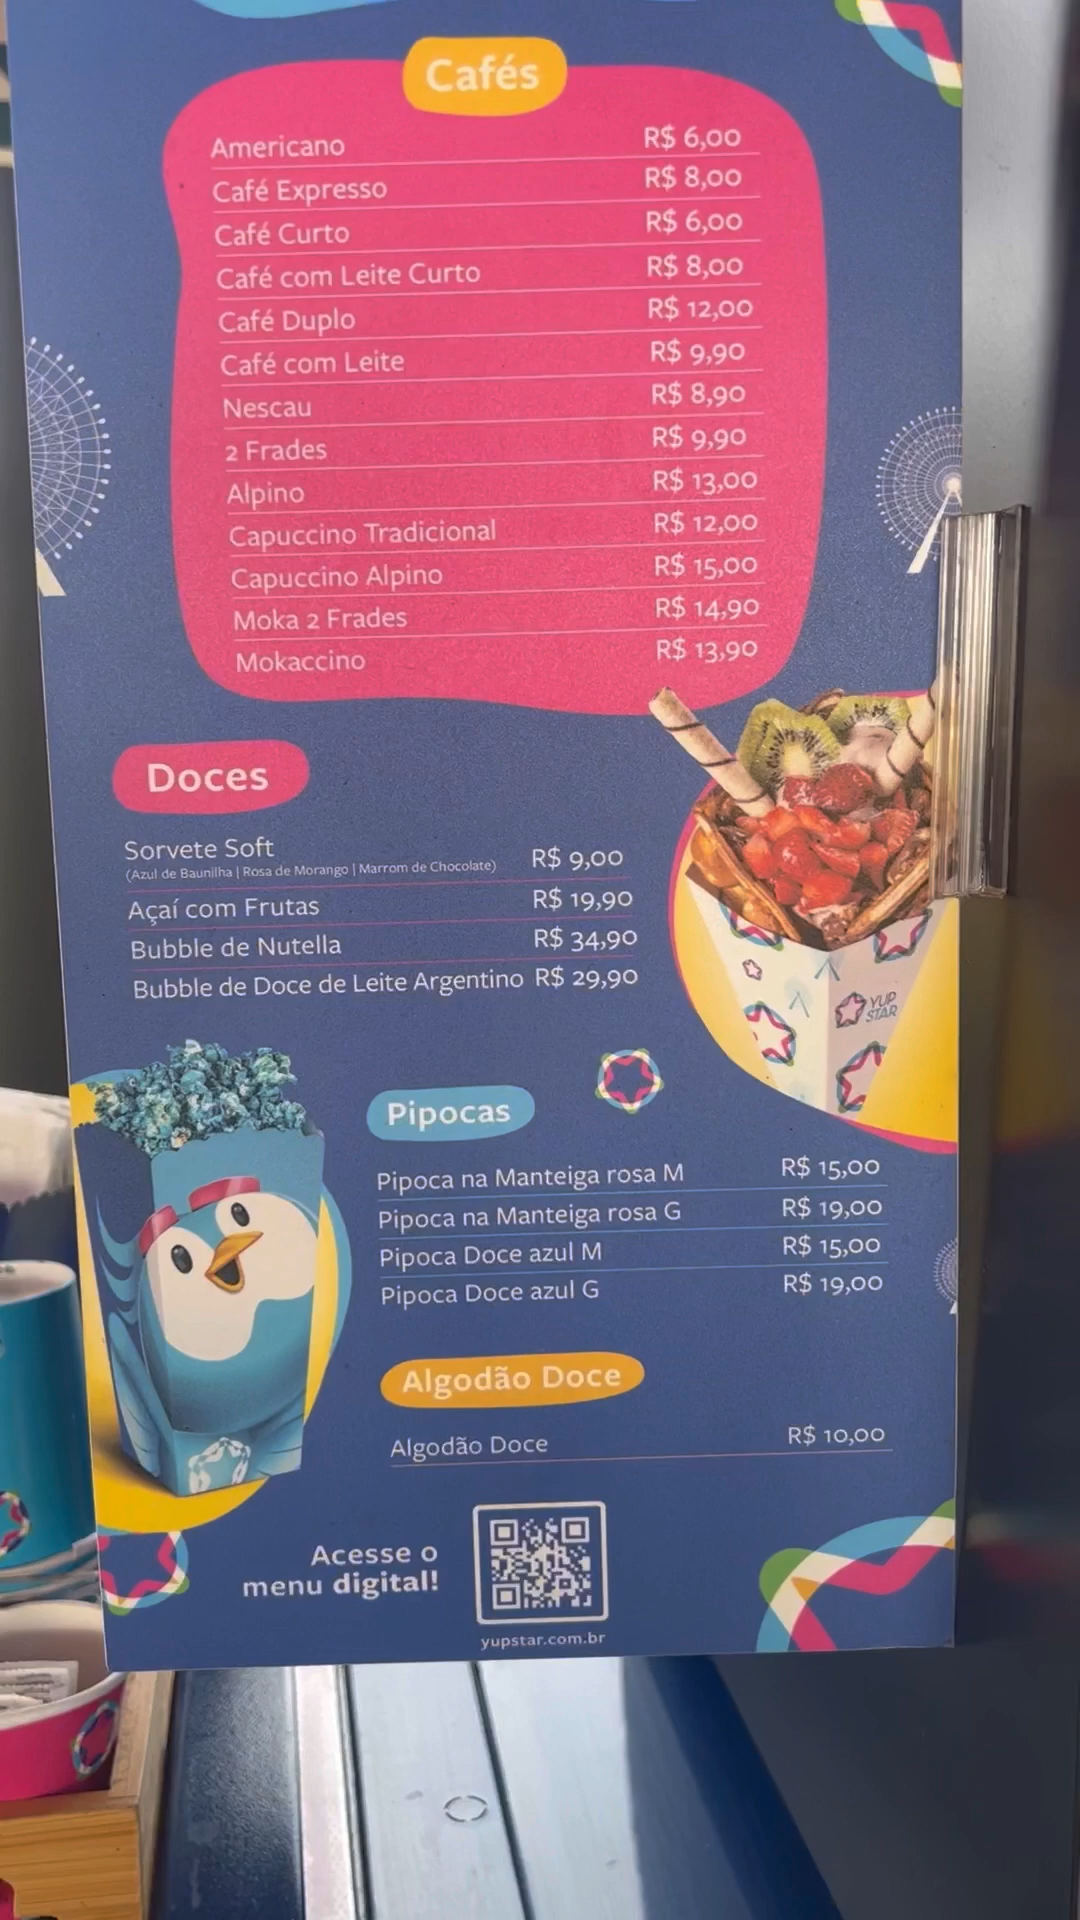 Cafés
Americano R$ 6,00
Café Expresso R$ 8,00
Café Curto R$ 6,00
Café com Leite Curto R$ 8,00
Café Duplo R$ 12,00
Café com Leite R$ 9,90
Nescau R$ 8,90
2 Frades R$ 9,90
Alpino R$ 13,00
Capuccino Tradicional R$ 12,00
Capuccino Alpino R$ 15,00
Moka 2 Frades R$ 14,90
Mokaccino R$ 13,90
Doces
Sorvete Soft R$ 9,00
(Azul de Baunilha | Rosa de Morango | Marrom de Chocolate)
Açaí com Frutas R$ 19,90
Bubble de Nutella R$ 34,90
Bubble de Doce de Leite Argentino R$ 29,90
YUP
STAR
Pipocas
Pipoca na Manteiga rosa M R$ 15,00
Pipoca na Manteiga rosa G R$ 19,00
Pipoca Doce azul M R$ 15,00
Pipoca Doce azul G R$ 19,00
Algodão Doce
Algodão Doce R$ 10,00
Acesse o
menu digital!
yupstar.com.br